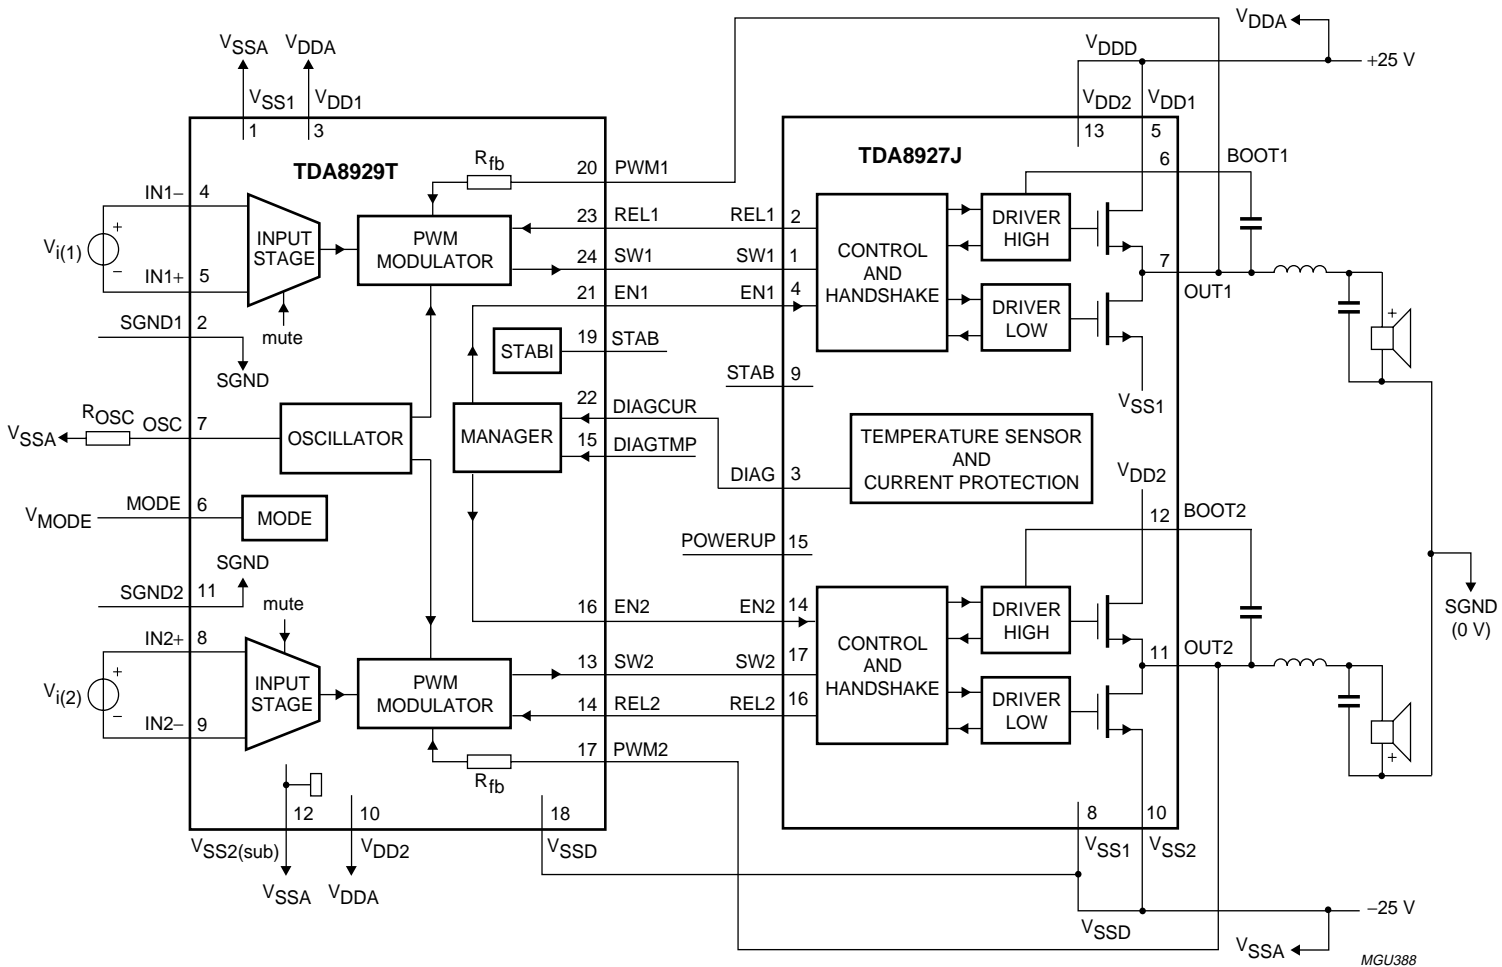 VDDA
VSSA VDDA
VDDD
+25 V
VSS1 VDD1
VDD2 VDD1
1 3
13 5
TDA8929T
TDA8927J
Rfb
20 PWM1
6 BOOT1
IN1− 4
23 REL1
REL1 2
DRIVER HIGH
INPUT STAGE
PWM MODULATOR
CONTROL AND HANDSHAKE
Vi(1)
+
−
24 SW1
SW1 1
7
OUT1
IN1+ 5
21 EN1
EN1 4
DRIVER LOW
+
SGND1 2
mute
SGND
STABI
19 STAB
STAB 9
VSS1
22 DIAGCUR
ROSC
VSSA
OSC 7
OSCILLATOR
MANAGER
15 DIAGTMP
TEMPERATURE SENSOR
AND
CURRENT PROTECTION
DIAG 3
VDD2
VMODE
MODE 6
MODE
12 BOOT2
POWERUP 15
SGND
SGND2 11
mute
16 EN2
EN2 14
DRIVER HIGH
SGND
(0 V)
IN2+ 8
INPUT STAGE
PWM MODULATOR
13 SW2
SW2 17
CONTROL AND HANDSHAKE
11 OUT2
Vi(2)
+
−
14 REL2
REL2 16
DRIVER LOW
IN2− 9
17 PWM2
Rfb
+
12 10 18
8 10
VSS2(sub) VDD2 VSSD
VSS1 VSS2
VSSA VDDA
−25 V
VSSD
VSSA
MGU388